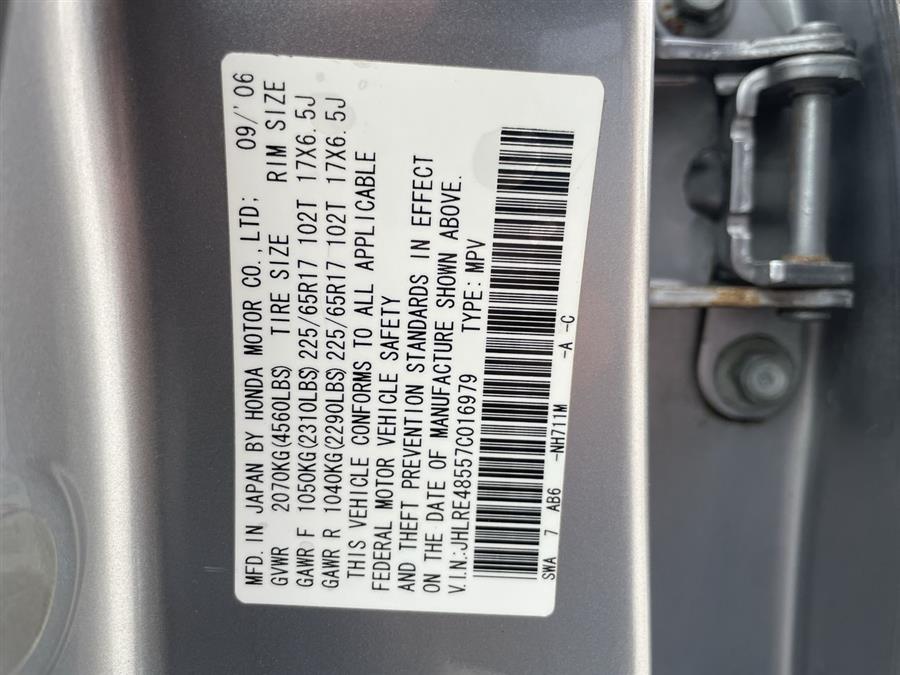 MFD. IN JAPAN BY HONDA MOTOR CO., LTD; 09/'06
GVWR 2070KG(4560LBS) TIRE SIZE RIM SIZE
GAWR F 1050KG(2310LBS) 225/65R17 102T 17X6.5J
GAWR R 1040KG(2290LBS) 225/65R17 102T 17X6.5J
THIS VEHICLE CONFORMS TO ALL APPLICABLE
FEDERAL MOTOR VEHICLE SAFETY
AND THEFT PREVENTION STANDARDS IN EFFECT
ON THE DATE OF MANUFACTURE SHOWN ABOVE.
V.I.N.:JHLRE48557C016979 TYPE: MPV
SWA 7 AB6 -NH711M -A -C